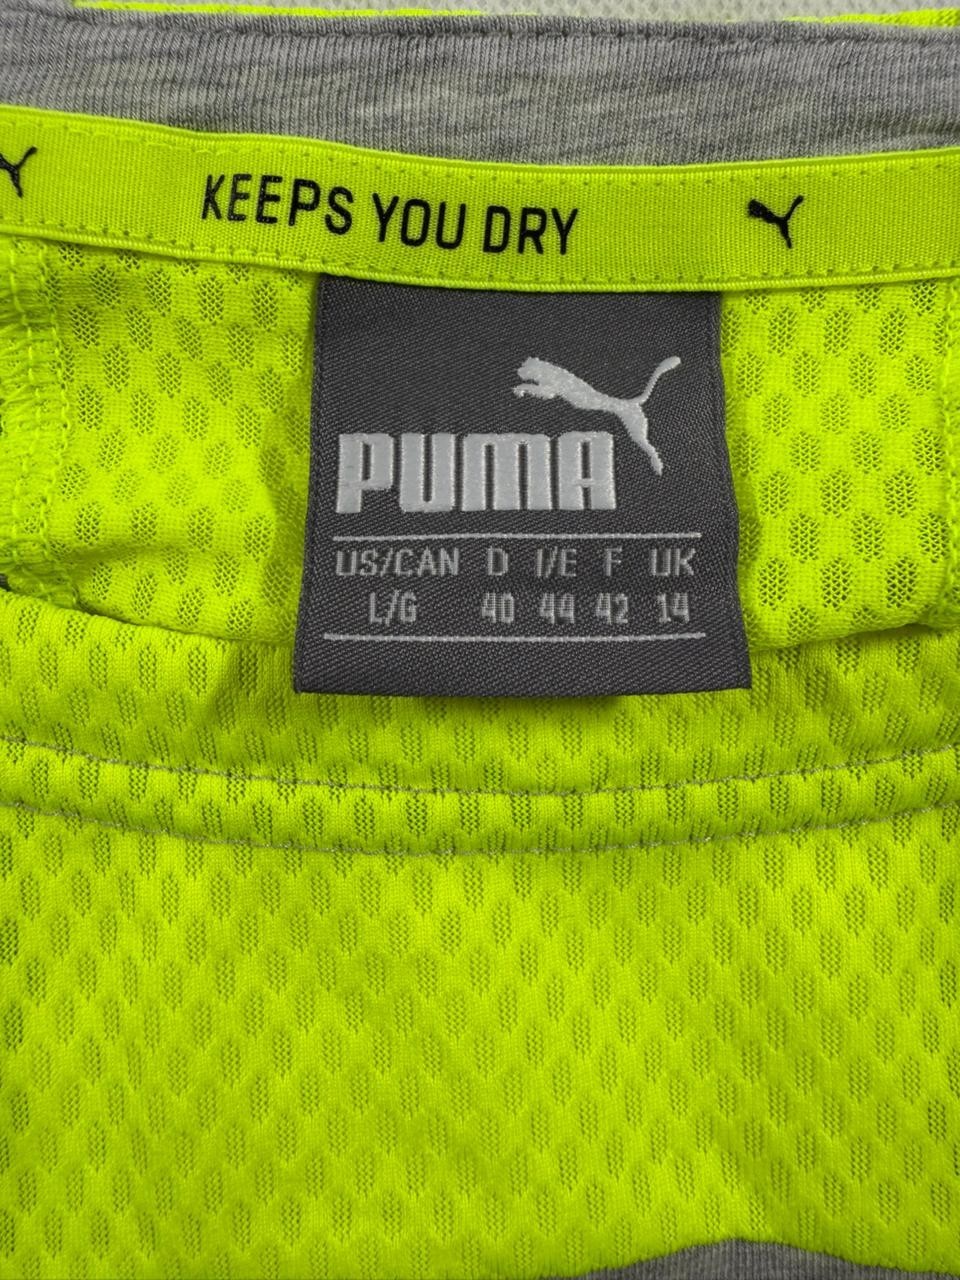 KEEPS YOU DRY
PUMA
US/CAN D I/E F UK
L/G 40 44 42 14